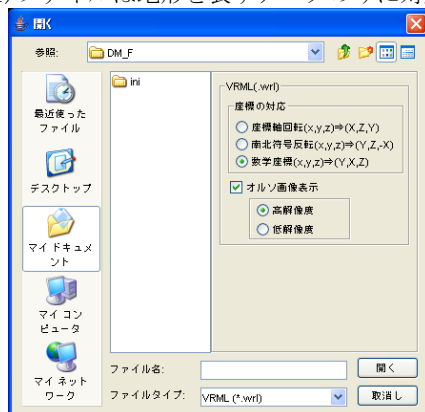 開く
参照:
DM_F
最近使った
ファイル
デスクトップ
マイ ドキュメ
ント
マイ コン
ピュータ
マイ ネット
ワーク
ini
VRML(.wrl)
座標の対応
座標軸回転(x,y,z)⇒(X,Z,Y)
南北符号反転(x,y,z)⇒(Y,Z,-X)
数学座標(x,y,z)⇒(Y,X,Z)
オルソ画像表示
高解像度
低解像度
ファイル名:
開く
ファイルタイプ:
VRML (*.wrl)
取消し